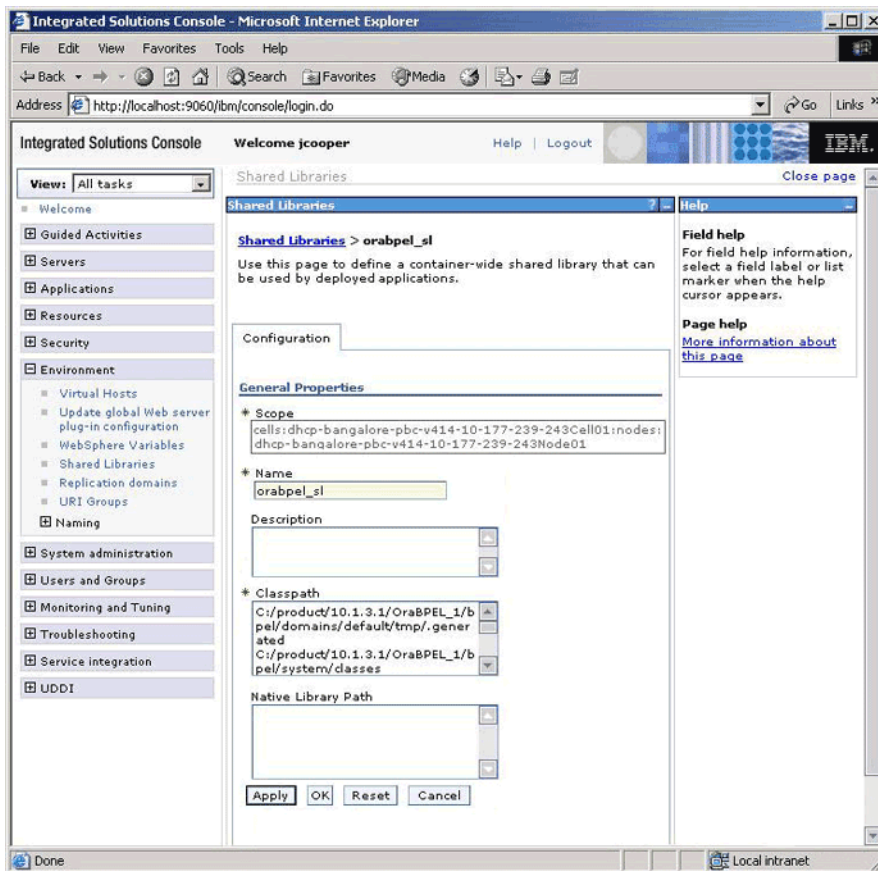 Integrated Solutions Console - Microsoft Internet Explorer
File Edit View Favorites Tools Help
Back Search Favorites Media
Address http://localhost:9060/ibm/console/login.do Go Links »
Integrated Solutions Console Welcome jcooper Help | Logout IBM.
View: All tasks
Welcome
Guided Activities
Servers
Applications
Resources
Security
Environment
Virtual Hosts
Update global Web server
plug-in configuration
WebSphere Variables
Shared Libraries
Replication domains
URI Groups
Naming
System administration
Users and Groups
Monitoring and Tuning
Troubleshooting
Service integration
UDDI
Shared Libraries Close page
Shared Libraries ? -
Shared Libraries > orabpel_sl
Use this page to define a container-wide shared library that can
be used by deployed applications.
Configuration
General Properties
* Scope
cells:dhcp-bangalore-pbc-v414-10-177-239-243Cell01:nodes:
dhcp-bangalore-pbc-v414-10-177-239-243Node01
* Name
orabpel_sl
Description
* Classpath
C:/product/10.1.3.1/OraBPEL_1/b
pel/domains/default/tmp/.gener
ated
C:/product/10.1.3.1/OraBPEL_1/b
pel/system/classes
Native Library Path
Apply OK Reset Cancel
Help -
Field help
For field help information,
select a field label or list
marker when the help
cursor appears.
Page help
More information about
this page
Done Local intranet